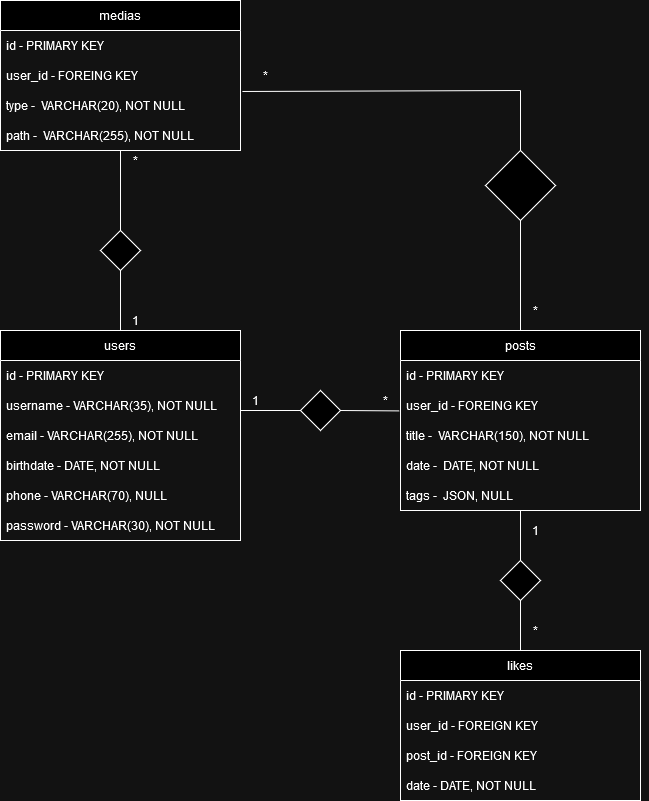 medias
id - PRIMARY KEY
user_id - FOREING KEY
type -  VARCHAR(20), NOT NULL
path -  VARCHAR(255), NOT NULL
*
*
1
*
users
id - PRIMARY KEY
username - VARCHAR(35), NOT NULL
email - VARCHAR(255), NOT NULL
birthdate - DATE, NOT NULL
phone - VARCHAR(70), NULL
password - VARCHAR(30), NOT NULL
1
*
posts
id - PRIMARY KEY
user_id - FOREING KEY
title -  VARCHAR(150), NOT NULL
date -  DATE, NOT NULL
tags -  JSON, NULL
1
*
likes
id - PRIMARY KEY
user_id - FOREIGN KEY
post_id - FOREIGN KEY
date - DATE, NOT NULL